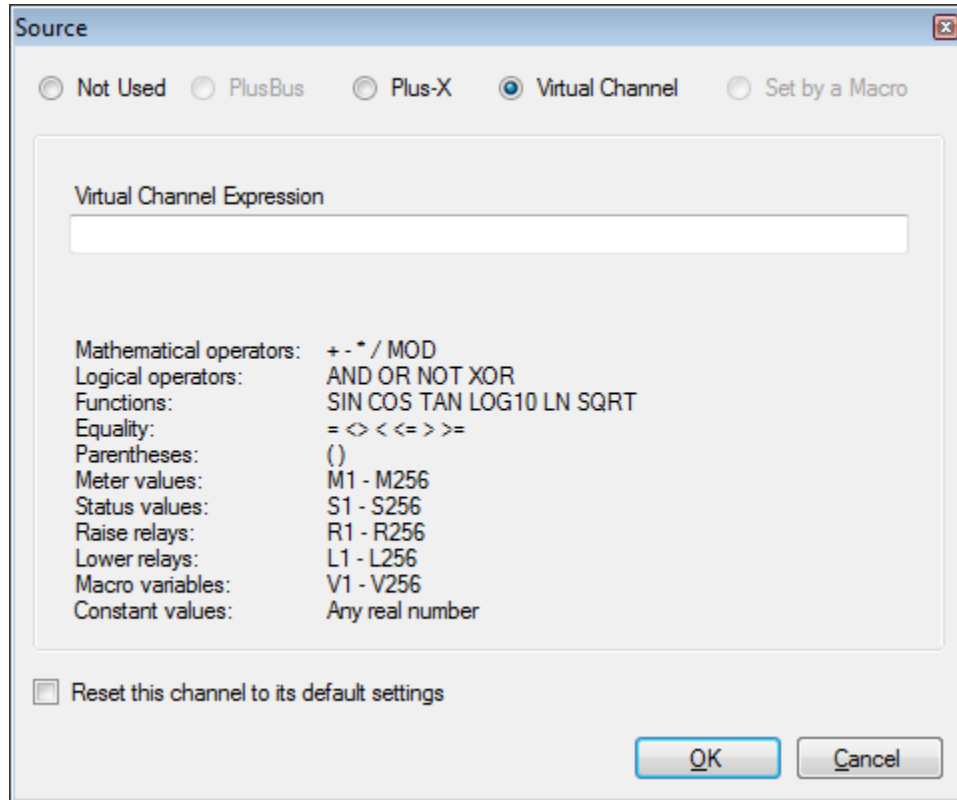 Source
Not Used PlusBus Plus-X Virtual Channel Set by a Macro
Virtual Channel Expression
Mathematical operators: + - * / MOD
Logical operators: AND OR NOT XOR
Functions: SIN COS TAN LOG10 LN SQRT
Equality: = <> < <= > >=
Parentheses: ( )
Meter values: M1 - M256
Status values: S1 - S256
Raise relays: R1 - R256
Lower relays: L1 - L256
Macro variables: V1 - V256
Constant values: Any real number
Reset this channel to its default settings
OK Cancel